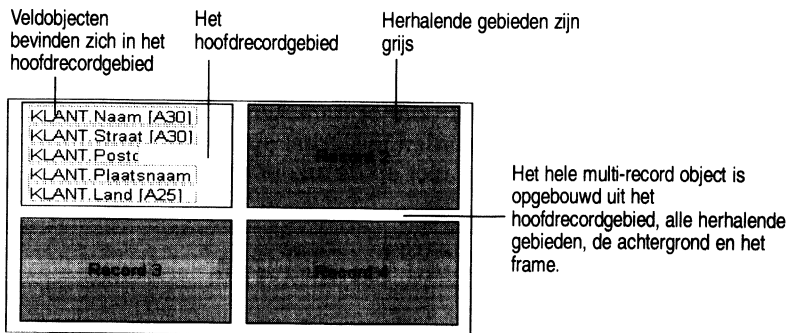 Veldobjecten
bevinden zich in het
hoofdrecordgebied
Het
hoofdrecordgebied
Herhalende gebieden zijn
grijs
KLANT.Naam [A30]
KLANT.Straat [A30]
KLANT.Postc
KLANT.Plaatsnaam
KLANT.Land [A25]
Record 2
Record 3
Record 4
Het hele multi-record object is
opgebouwd uit het
hoofdrecordgebied, alle herhalende
gebieden, de achtergrond en het
frame.